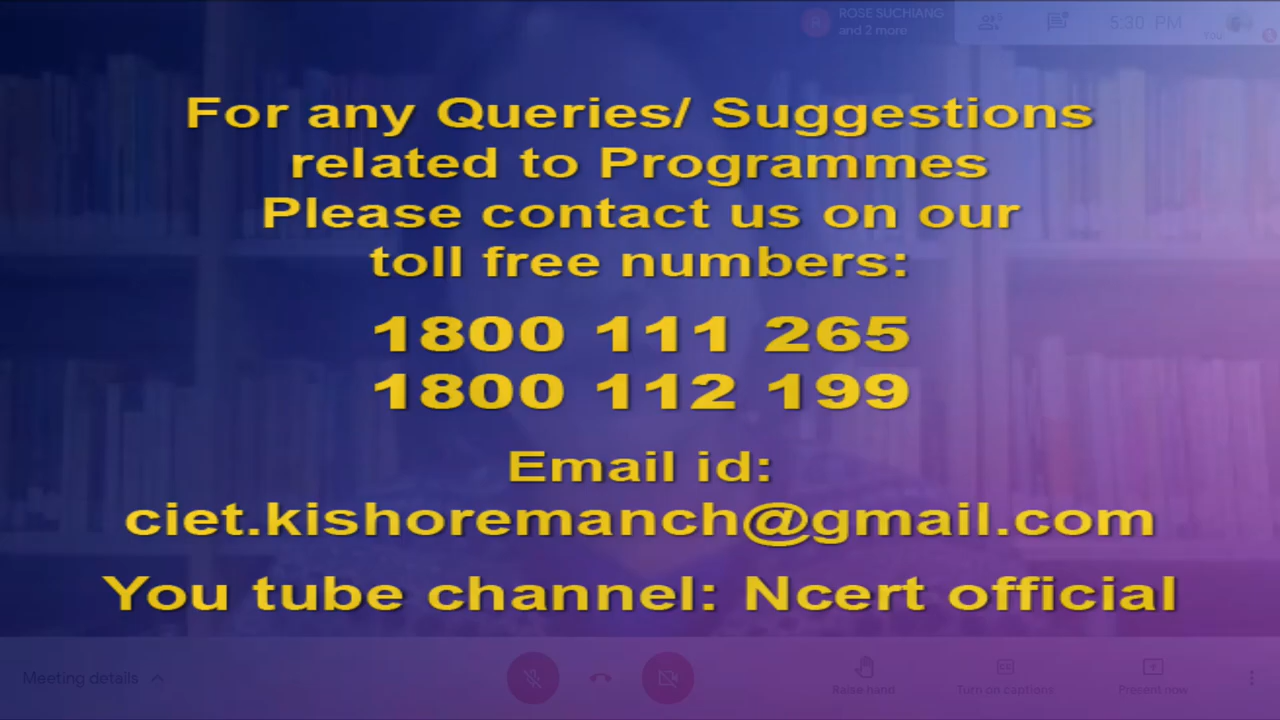 ROSE SUCHIANG
and 2 more
5:30 PM
You
For any Queries/ Suggestions
related to Programmes
Please contact us on our
toll free numbers:
1800 111 265
1800 112 199
Email id:
ciet.kishoremanch@gmail.com
You tube channel: Ncert official
Meeting details
Raise hand
Turn on captions
Present now